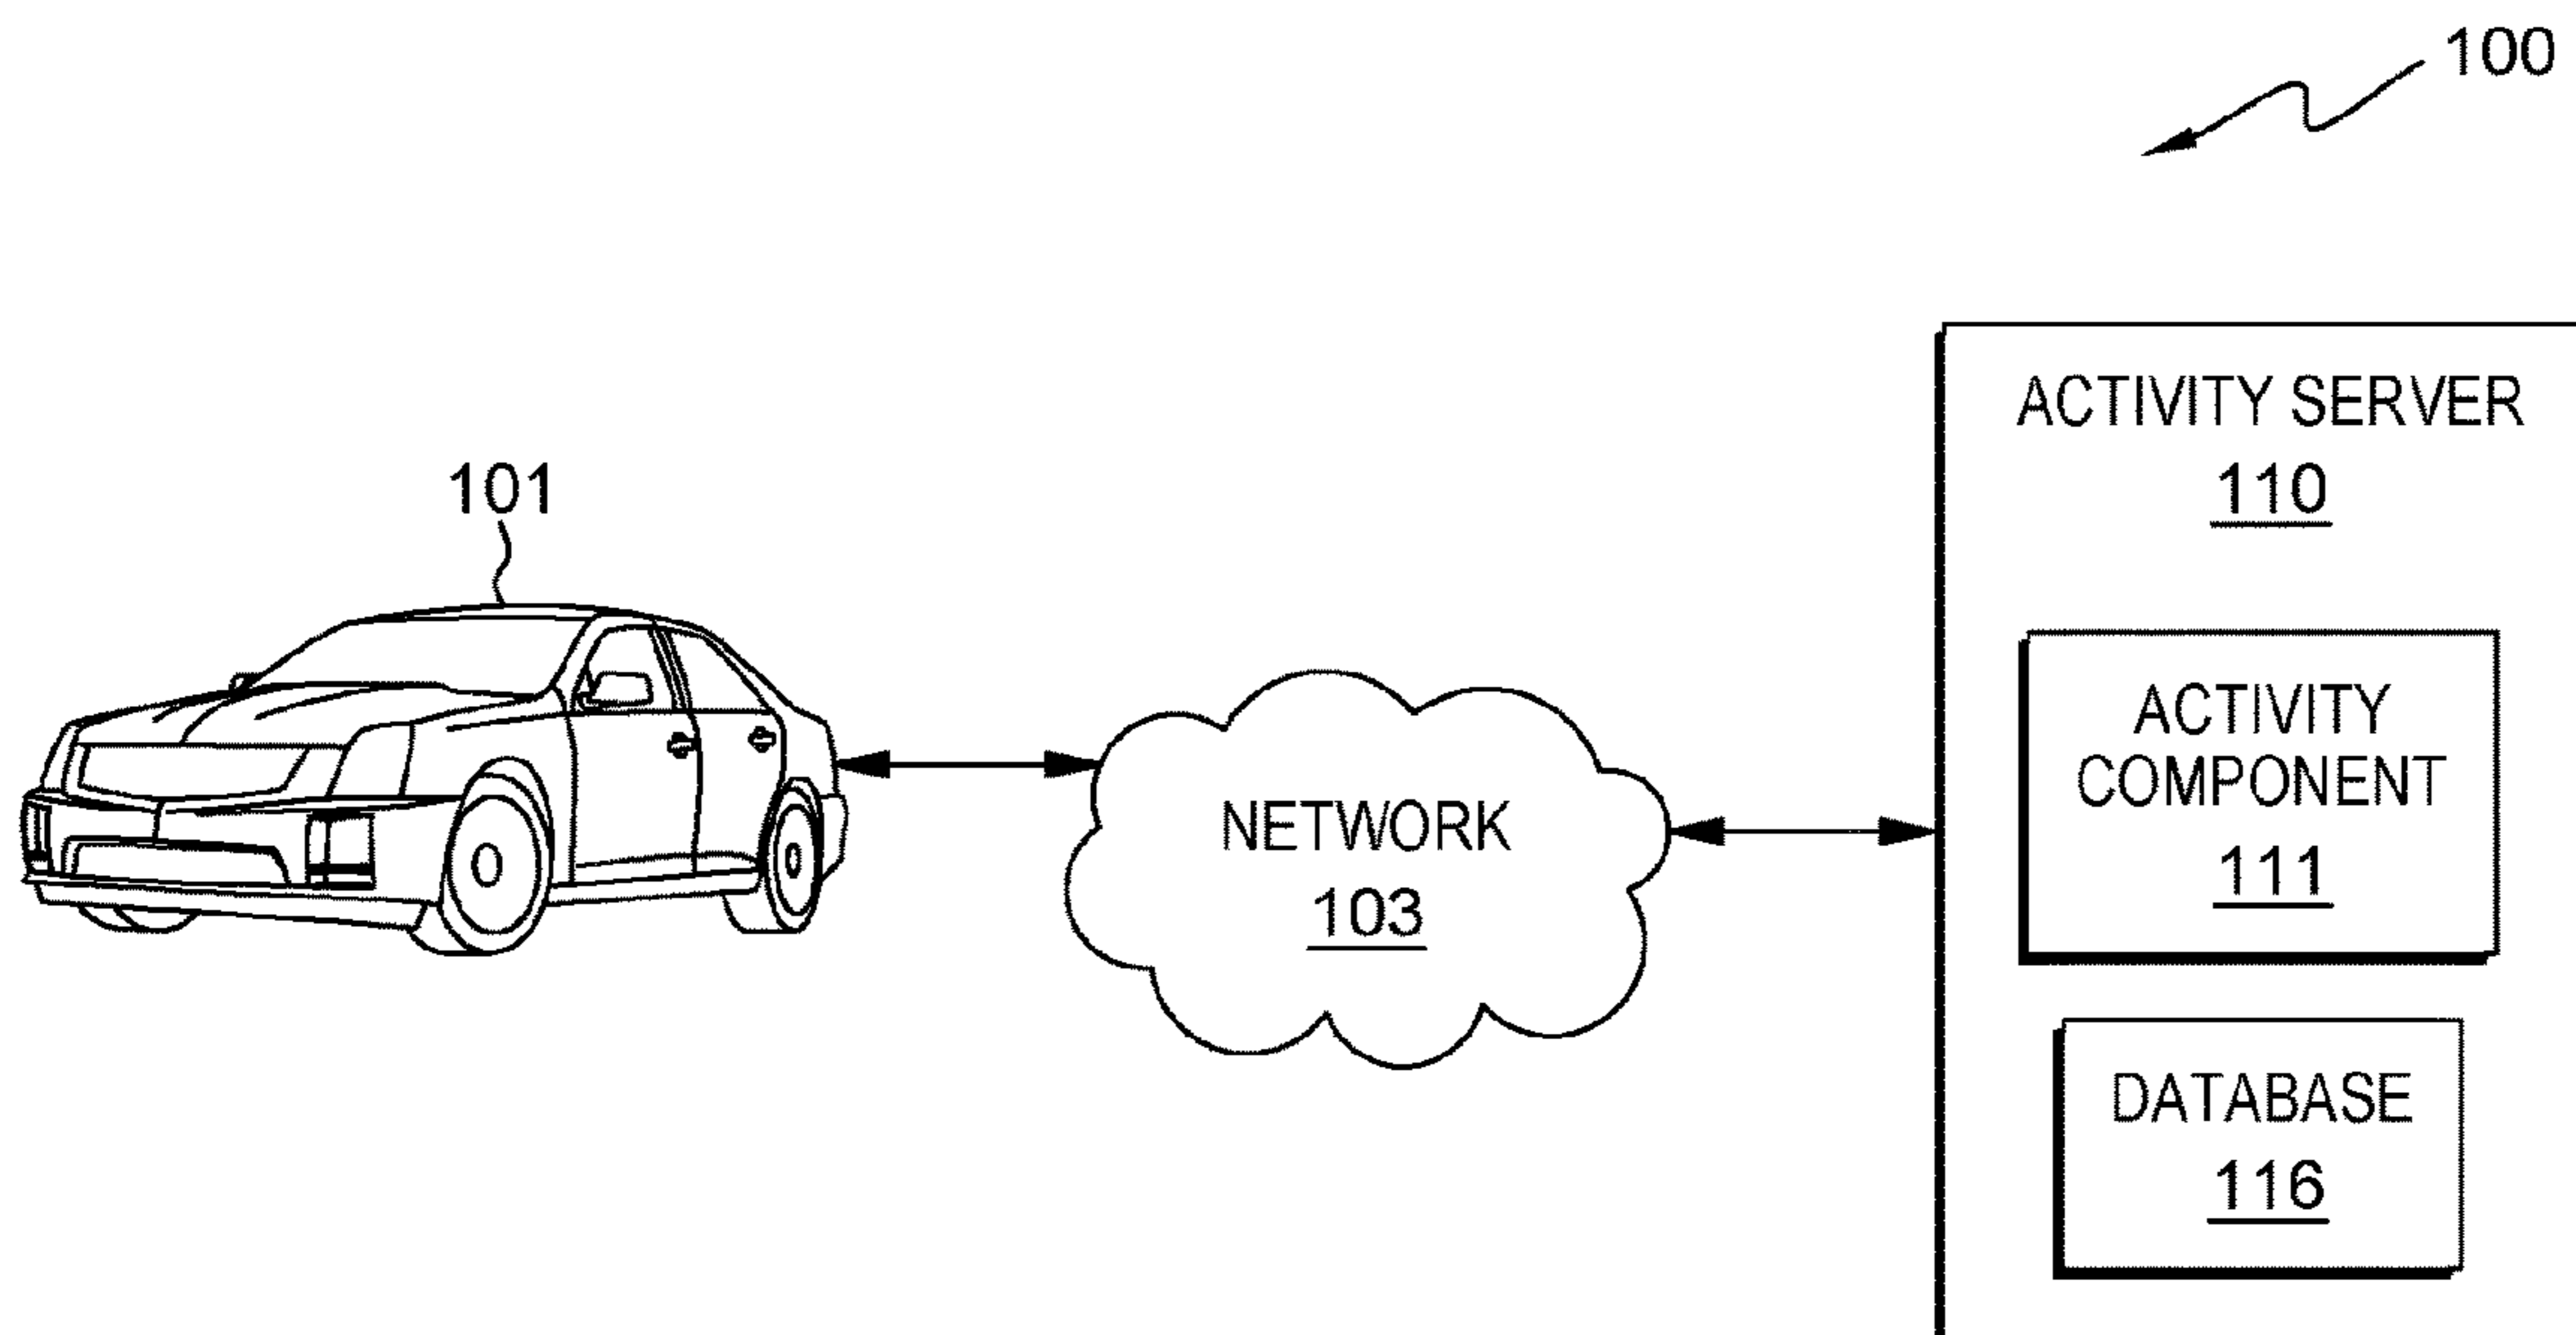 100
101
NETWORK
103
ACTIVITY SERVER
110
ACTIVITY
COMPONENT
111
DATABASE
116